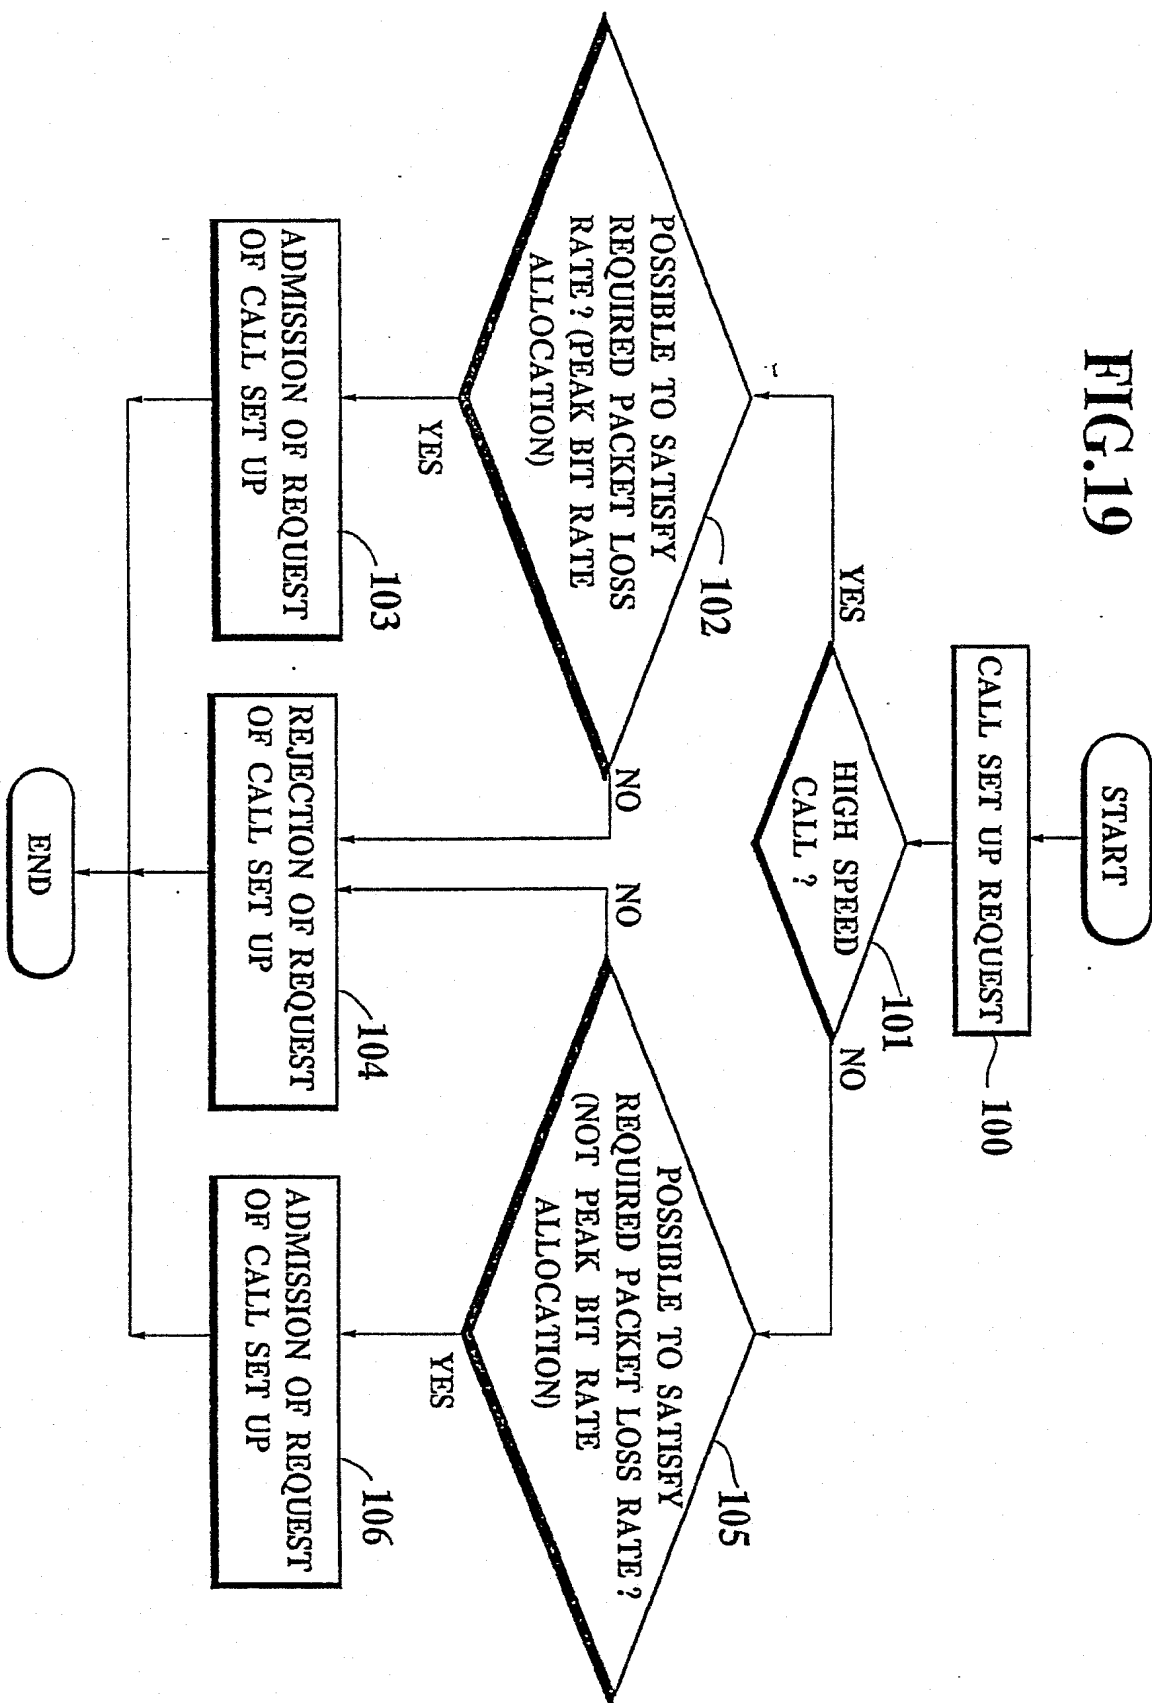 FIG.19
START
CALL SET UP REQUEST
100
HIGH SPEED
CALL ?
101
YES
NO
POSSIBLE TO SATISFY
REQUIRED PACKET LOSS
RATE? (PEAK BIT RATE
ALLOCATION)
102
NO
YES
POSSIBLE TO SATISFY
REQUIRED PACKET LOSS RATE?
(NOT PEAK BIT RATE
ALLOCATION)
105
NO
YES
ADMISSION OF REQUEST
OF CALL SET UP
103
REJECTION OF REQUEST
OF CALL SET UP
104
ADMISSION OF REQUEST
OF CALL SET UP
106
END